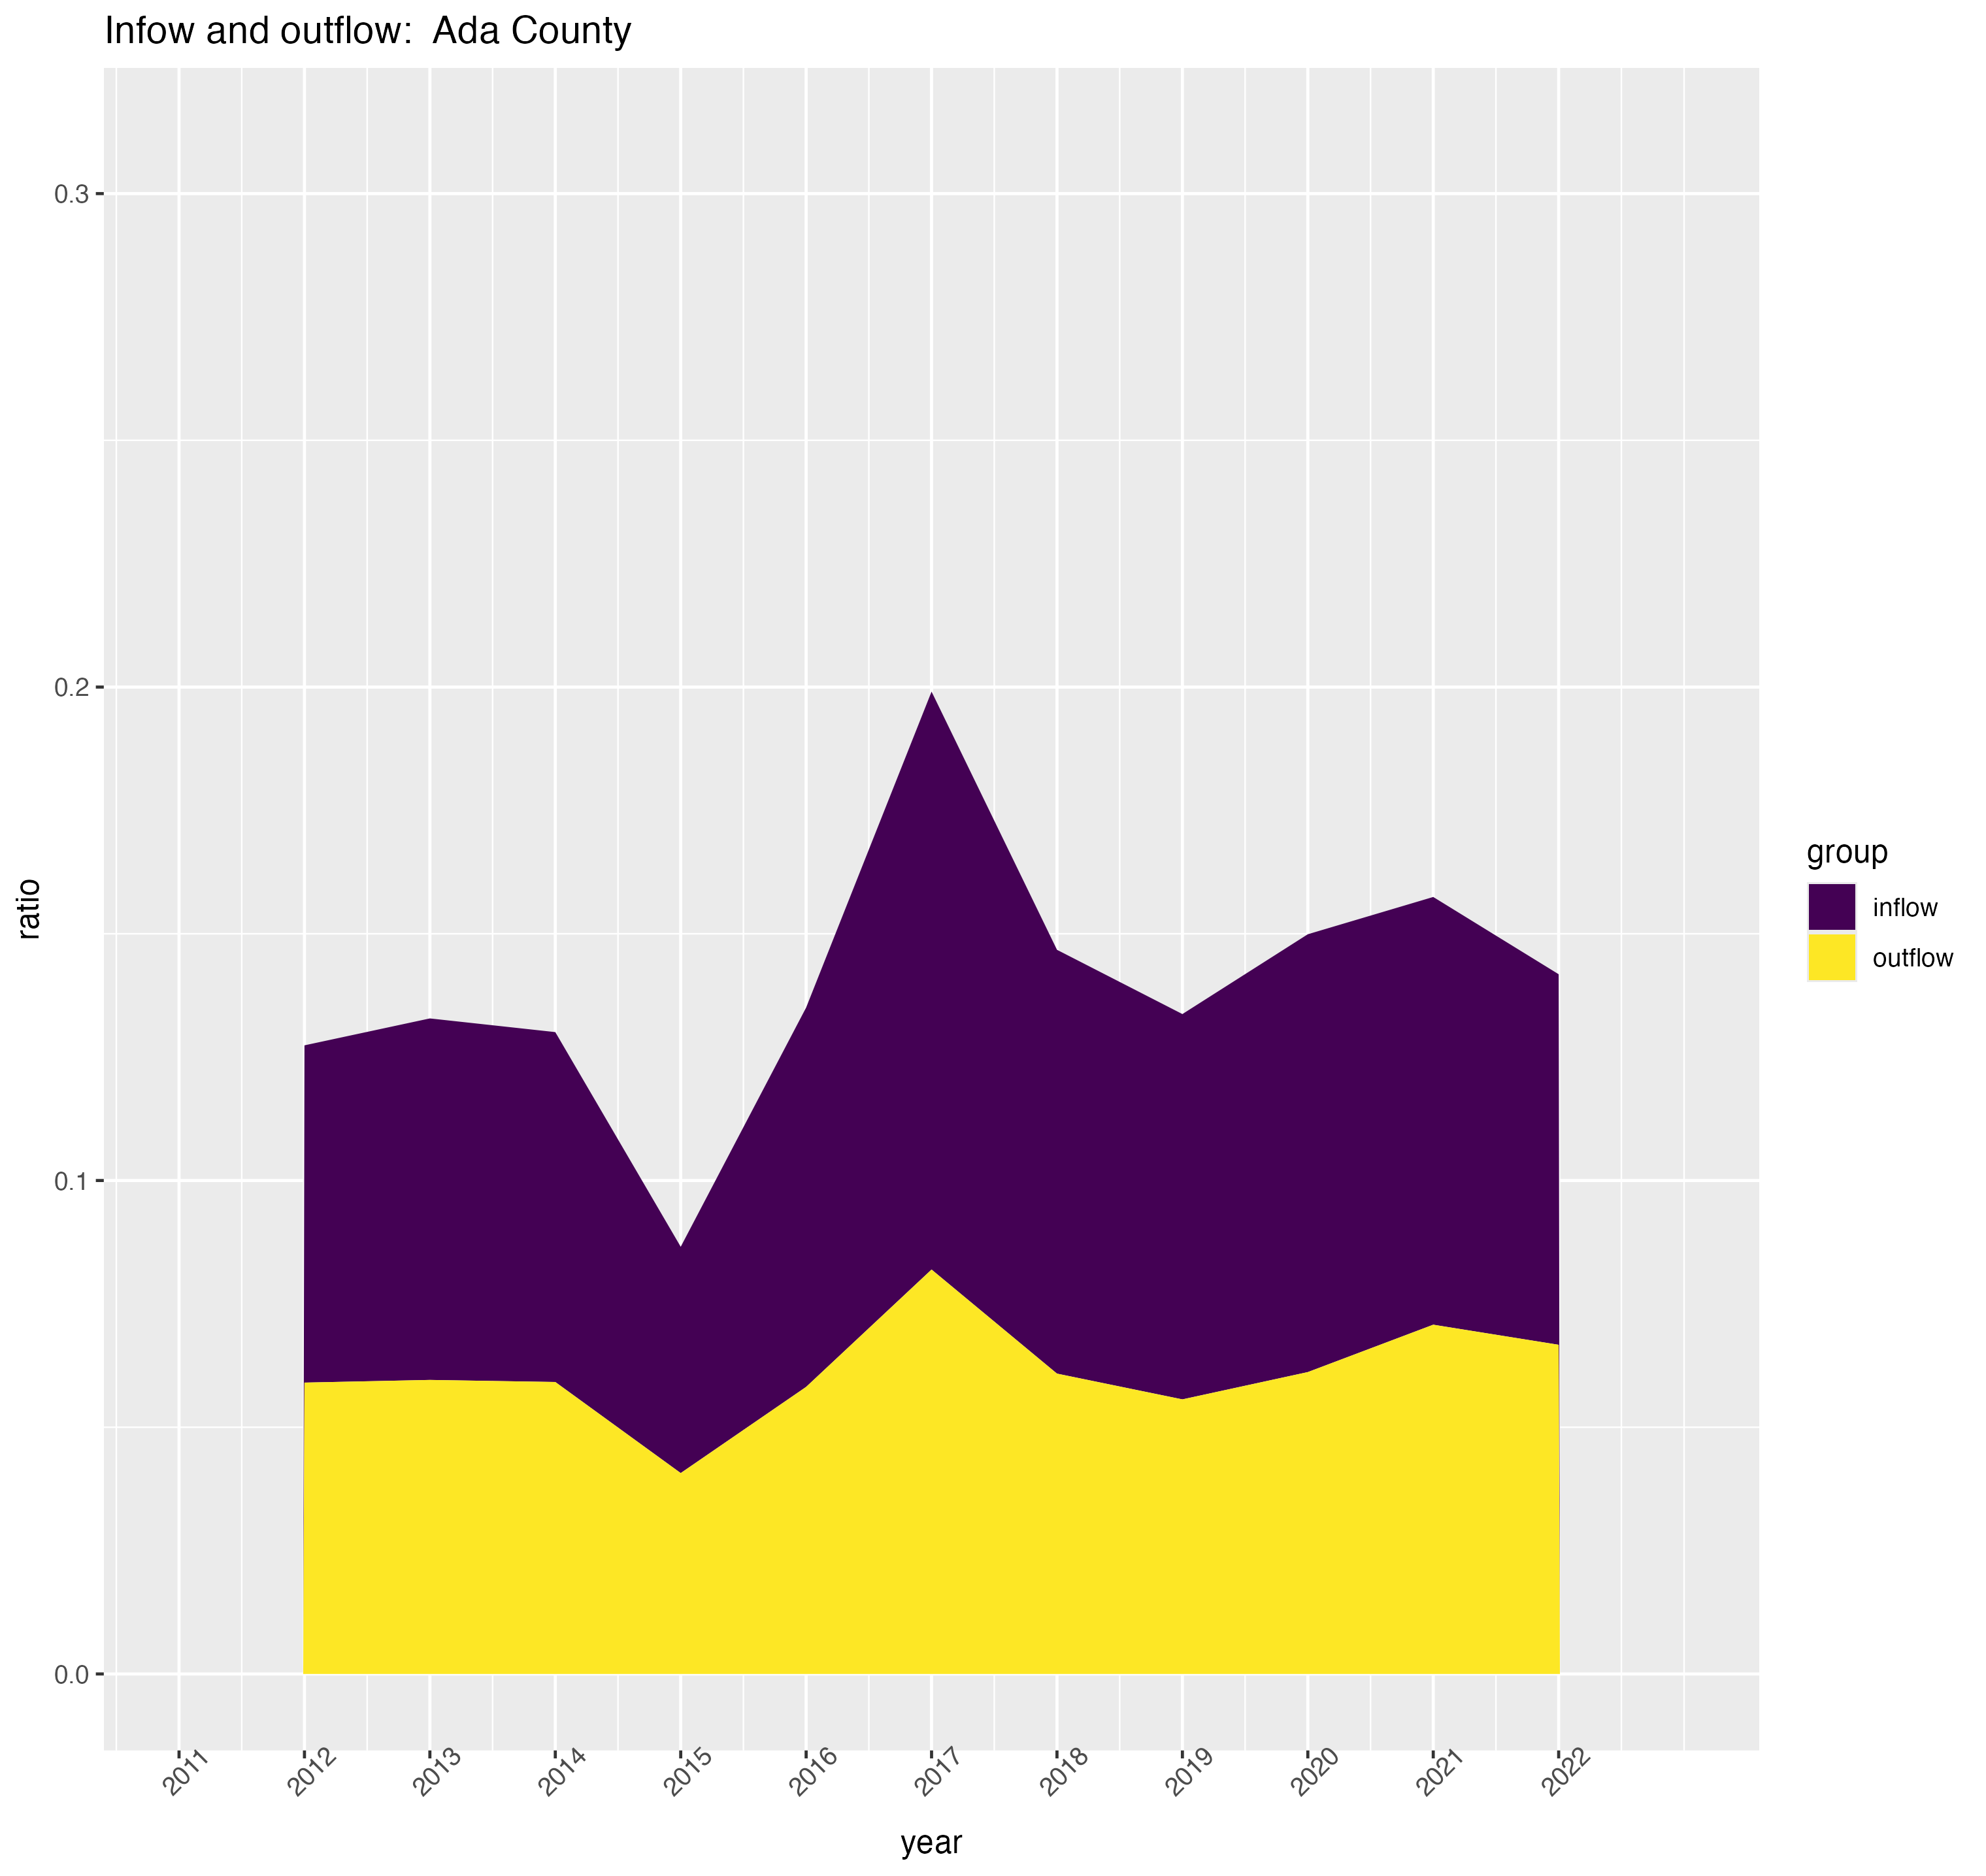 Infow and outflow:  Ada County
ratio
0.3
0.2
0.1
0.0
2011
2012
2013
2014
2015
2016
2017
2018
2019
2020
2021
2022
year
group
inflow
outflow